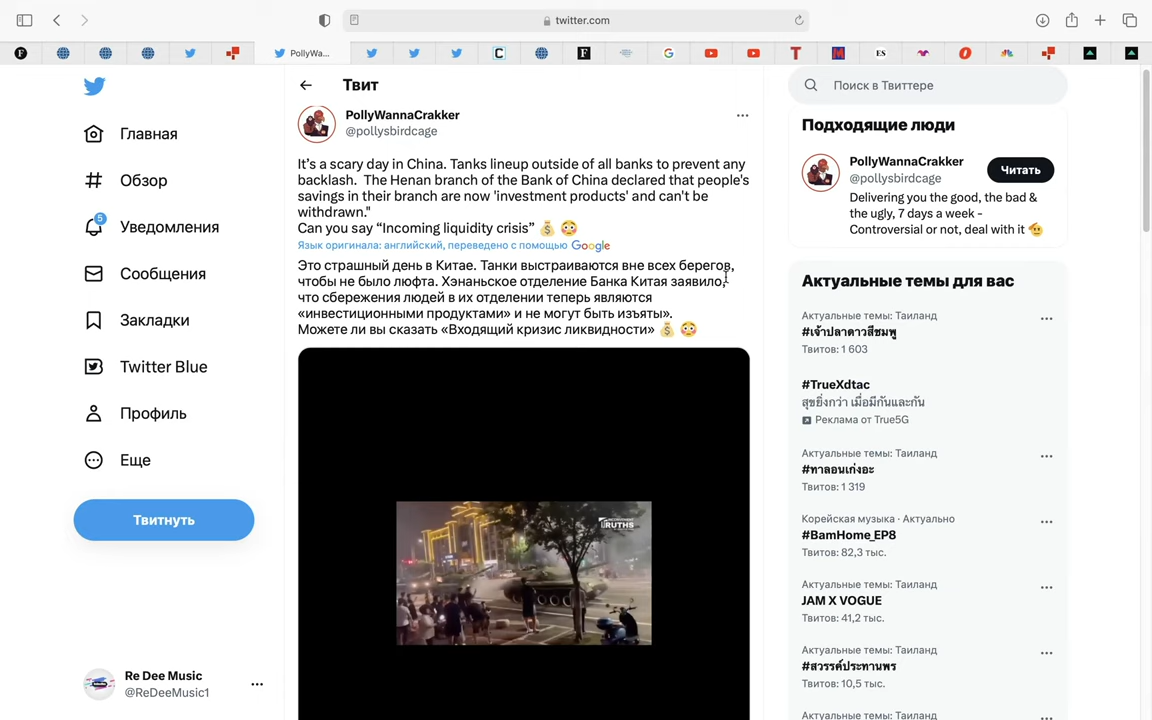 twitter.com
PollyWa...
Главная
Обзор
5
Уведомления
Сообщения
Закладки
Twitter Blue
Профиль
Еще
Твитнуть
Re Dee Music
@ReDeeMusic1
Твит
PollyWannaCrakker
@pollysbirdcage
It's a scary day in China. Tanks lineup outside of all banks to prevent any
backlash.  The Henan branch of the Bank of China declared that people's
savings in their branch are now 'investment products' and can't be
withdrawn."
Can you say “Incoming liquidity crisis” 💰 😳
Язык оригинала: английский, переведено с помощью Google
Это страшный день в Китае. Танки выстраиваются вне всех берегов,
чтобы не было люфта. Хэнаньское отделение Банка Китая заявило,
что сбережения людей в их отделении теперь являются
«инвестиционными продуктами» и не могут быть изъяты».
Можете ли вы сказать «Входящий кризис ликвидности» 💰 😳
TRUTHS
Поиск в Твиттере
Подходящие люди
PollyWannaCrakker
@pollysbirdcage
Читать
Delivering you the good, the bad &
the ugly, 7 days a week -
Controversial or not, deal with it 🫡
Актуальные темы для вас
Актуальные темы: Таиланд
#เจ้าปลาดาวสีชมพู
Твитов: 1 603
#TrueXdtac
สุขยิ่งกว่า เมื่อมีกันและกัน
Реклама от True5G
Актуальные темы: Таиланд
#ทาลอนเก่งอะ
Твитов: 1 319
Корейская музыка · Актуально
#BamHome_EP8
Твитов: 82,3 тыс.
Актуальные темы: Таиланд
JAM X VOGUE
Твитов: 41,2 тыс.
Актуальные темы: Таиланд
#สวรรค์ประทานพร
Твитов: 10,5 тыс.
Актуальные темы: Таиланд